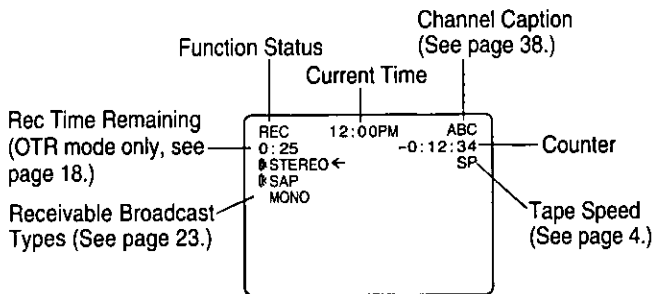 Channel Caption
(See page 38.)
Function Status
Current Time
Rec Time Remaining
(OTR mode only, see
page 18.)
REC 12:00PM ABC
0:25 -0:12:34
STEREO← SP
SAP
MONO
Counter
Receivable Broadcast
Types (See page 23.)
Tape Speed
(See page 4.)